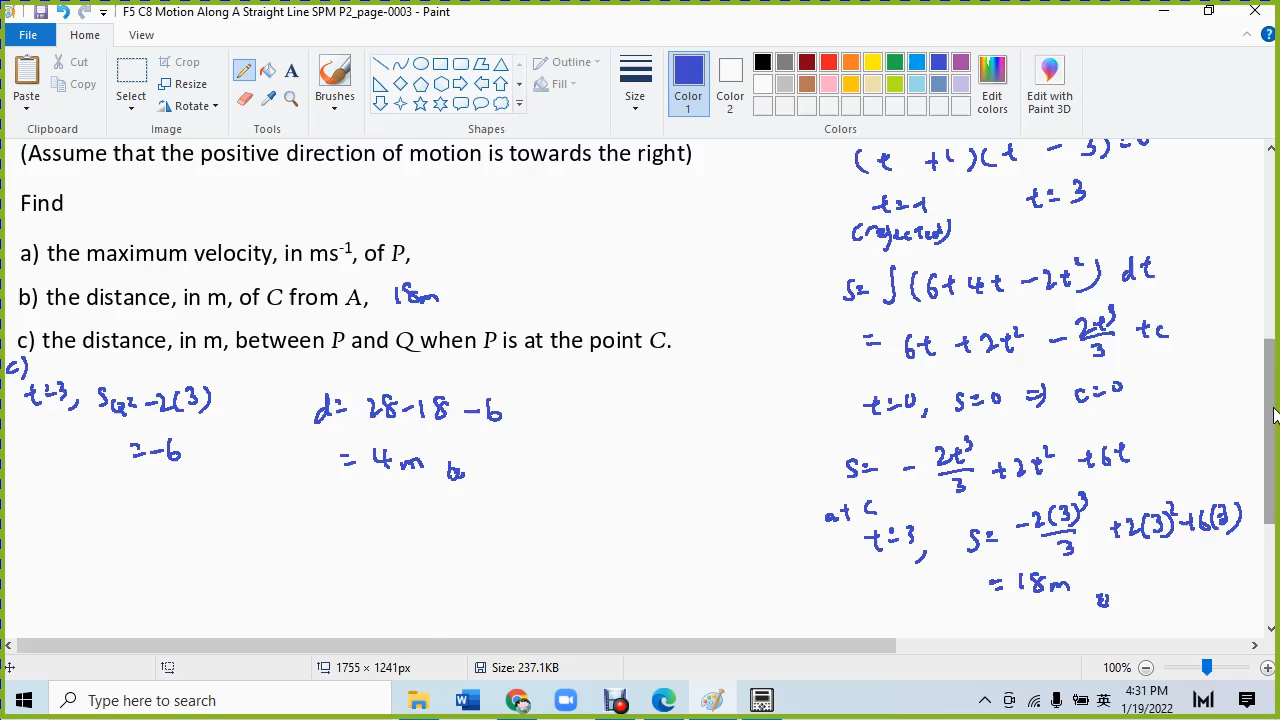 F5 C8 Motion Along A Straight Line SPM P2_page-0003 - Paint
File Home View
Paste
Cut
Copy
Clipboard
Select
Crop
Resize
Rotate
Image
Tools
Brushes
Outline
Fill
Shapes
Size
Color 1
Color 2
Colors
Edit colors
Edit with Paint 3D
(Assume that the positive direction of motion is towards the right)
Find
a) the maximum velocity, in ms⁻¹, of P,
b) the distance, in m, of C from A, 18m
c) the distance, in m, between P and Q when P is at the point C.
c)
t=3, S_Q = -2(3)
= -6
d= 28-18-6
= 4m
(t +1)(t - 3)=0
t=-1 t=3
(rejected)
s= ∫(6+4t-2t²) dt
= 6t +2t² - 2t³/3 +c
t=0, s=0 ⇒ c=0
s= - 2t³/3 +2t² +6t
at C
t=3, s= -2(3)³/3 +2(3)²+6(3)
= 18m
1755 × 1241px
Size: 237.1KB
100%
Type here to search
英
4:31 PM
1/19/2022